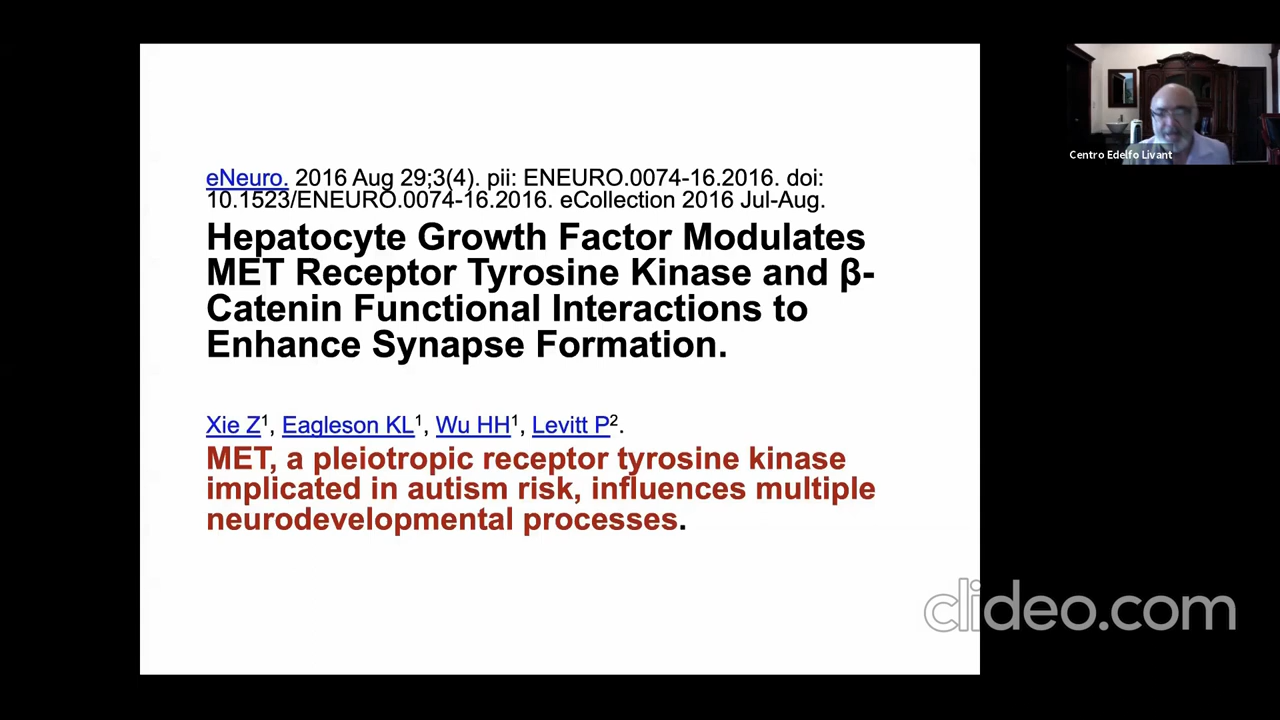 eNeuro. 2016 Aug 29;3(4). pii: ENEURO.0074-16.2016. doi:
10.1523/ENEURO.0074-16.2016. eCollection 2016 Jul-Aug.
Hepatocyte Growth Factor Modulates
MET Receptor Tyrosine Kinase and β-
Catenin Functional Interactions to
Enhance Synapse Formation.
Xie Z1, Eagleson KL1, Wu HH1, Levitt P2.
MET, a pleiotropic receptor tyrosine kinase
implicated in autism risk, influences multiple
neurodevelopmental processes.
Centro Edelfo Livant
clideo.com